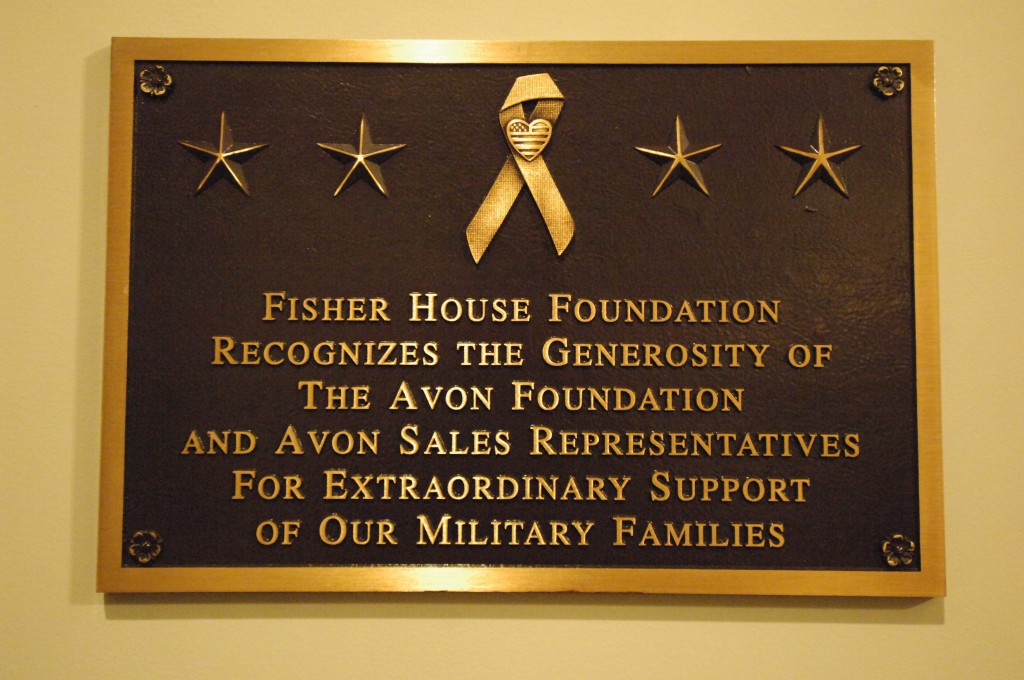 Fisher House Foundation
Recognizes the Generosity of
The Avon Foundation
and Avon Sales Representatives
For Extraordinary Support
of Our Military Families